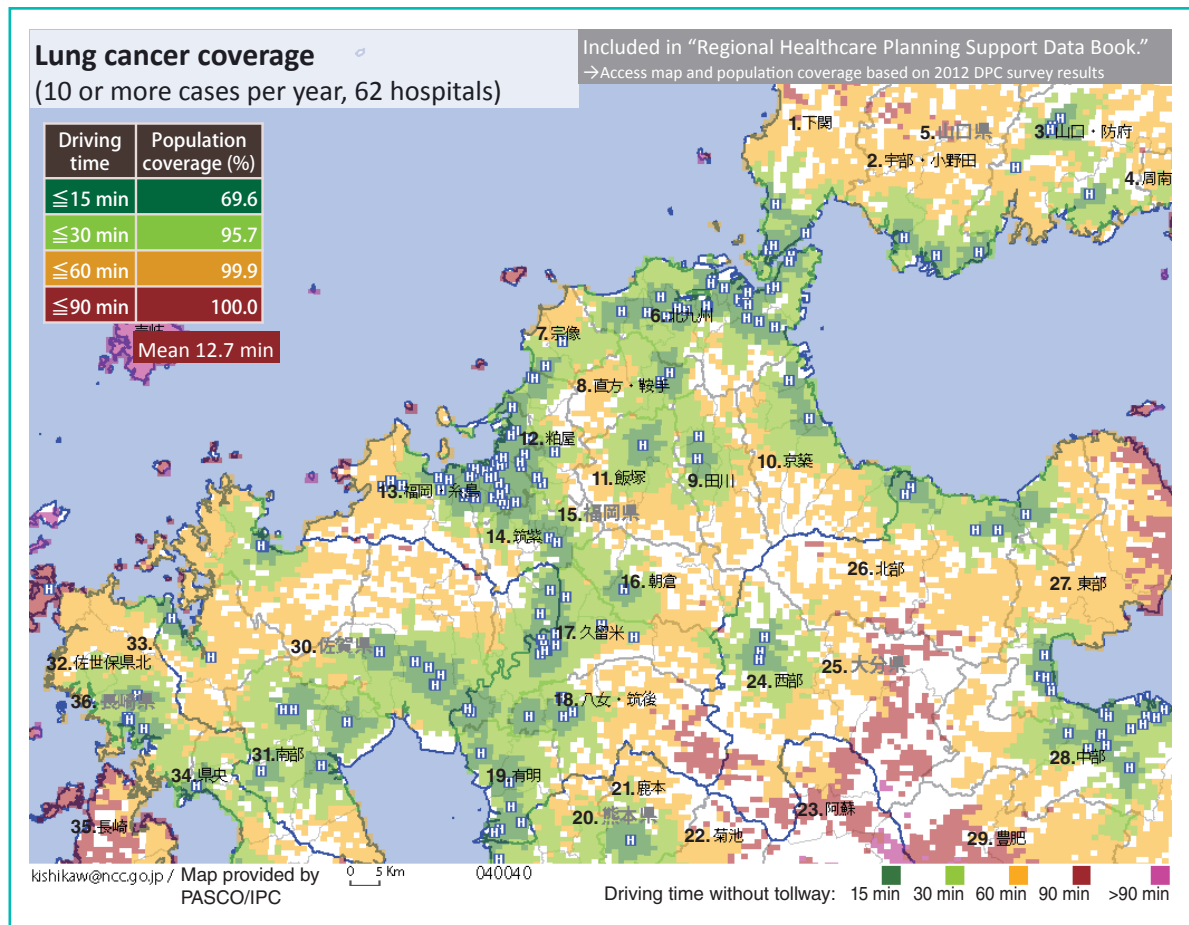 Lung cancer coverage
(10 or more cases per year, 62 hospitals)
Included in “Regional Healthcare Planning Support Data Book.”
→Access map and population coverage based on 2012 DPC survey results
Driving time
Population coverage (%)
≦15 min 69.6
≦30 min 95.7
≦60 min 99.9
≦90 min 100.0
Mean 12.7 min
1.下関
5.山口県
3.山口・防府
2.宇部・小野田
4.周南
6.北九州
7.宗像
8.直方・鞍手
12.粕屋
10.京築
11.飯塚
9.田川
13.福岡・糸島
15.福岡県
14.筑紫
16.朝倉
26.北部
27.東部
17.久留米
33.
30.佐賀県
32.佐世保県北
25.大分県
24.西部
36.長崎県
18.八女・筑後
31.南部
28.中部
34.県央
19.有明
21.鹿本
20.熊本県
23.阿蘇
35.長崎
22.菊池
29.豊肥
kishikaw@ncc.go.jp / Map provided by
PASCO/IPC
0 5 Km
040040
Driving time without tollway: 15 min 30 min 60 min 90 min >90 min